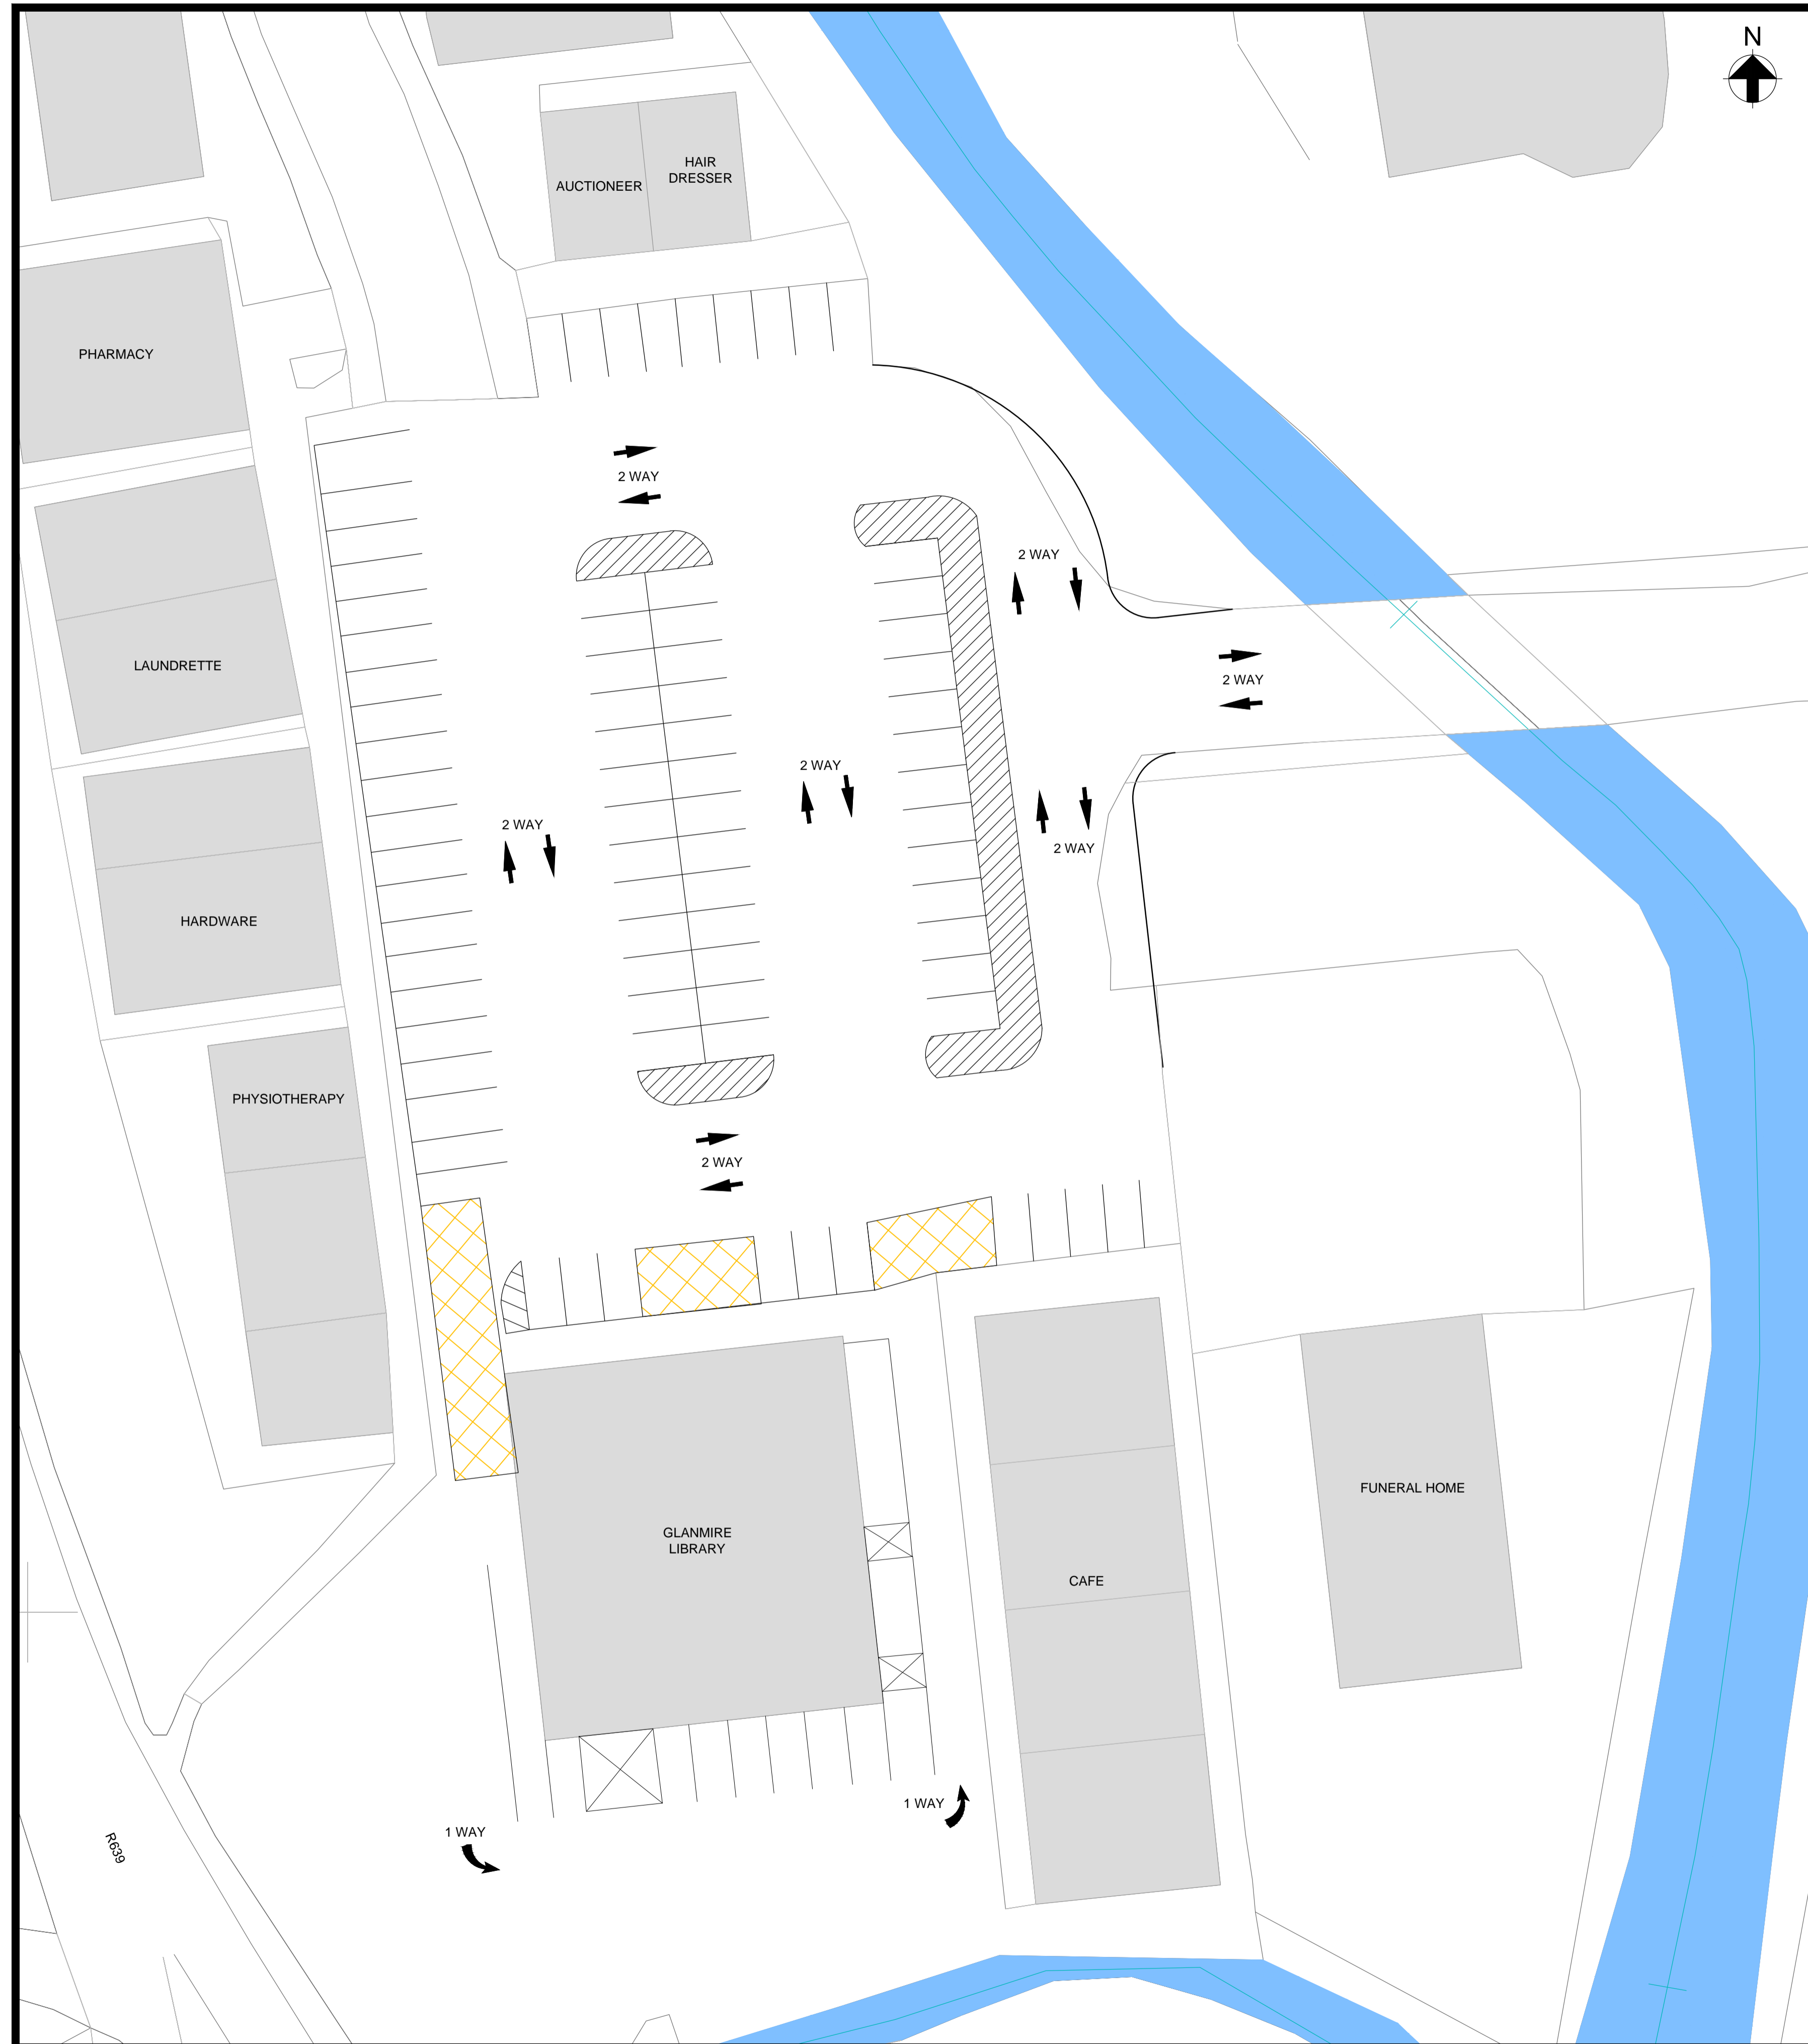 N
HAIR
DRESSER
AUCTIONEER
PHARMACY
2 WAY
2 WAY
LAUNDRETTE
2 WAY
2 WAY
2 WAY
2 WAY
HARDWARE
PHYSIOTHERAPY
2 WAY
FUNERAL HOME
GLANMIRE
LIBRARY
CAFE
1 WAY
1 WAY
R639